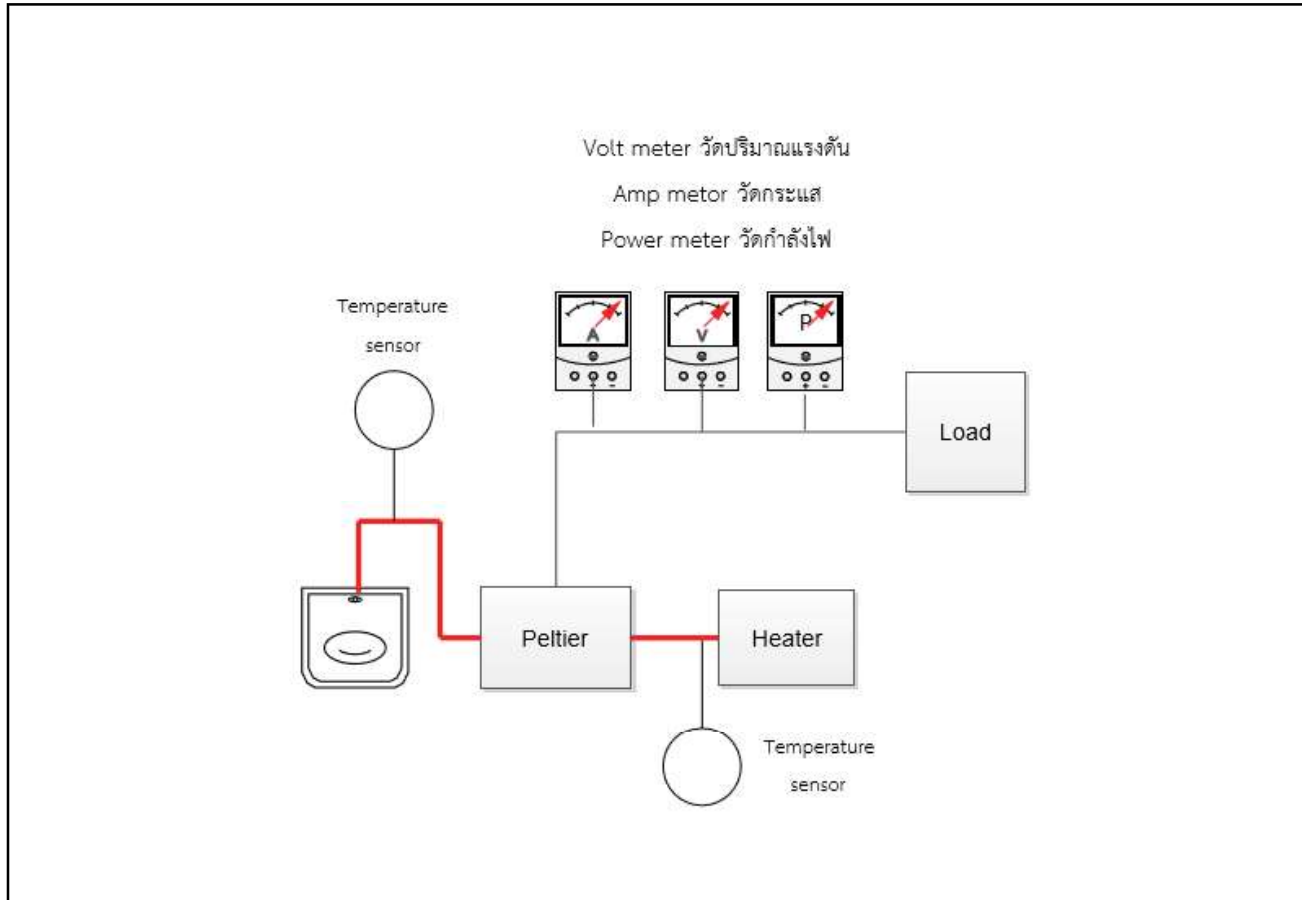 Volt meter วัดปริมาณแรงดัน
Amp metor วัดกระแส
Power meter วัดกำลังไฟ
Temperature
sensor
A
V
P
Load
Peltier
Heater
Temperature
sensor